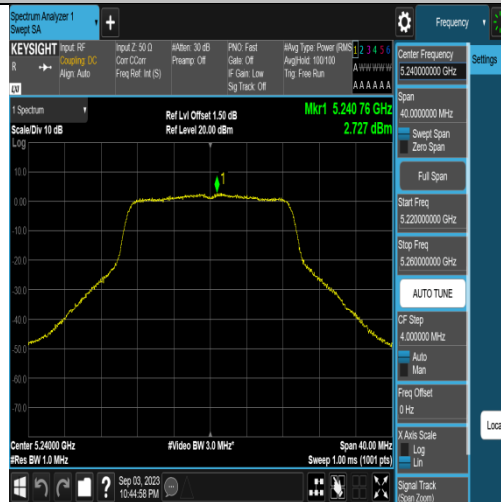 Spectrum Analyzer 1
Swept SA
+
Frequency
KEYSIGHT
R
Input: RF
Coupling: DC
Align: Auto
Input Z: 50 Ω
Corr CCorr
Freq Ref: Int (S)
#Atten: 30 dB
Preamp: Off
PNO: Fast
Gate: Off
IF Gain: Low
Sig Track: Off
#Avg Type: Power (RMS)
Avg|Hold: 100/100
Trig: Free Run
1 2 3 4 5 6
A W W W W W
A A A A A A
1 Spectrum
Scale/Div 10 dB
Ref Lvl Offset 1.50 dB
Ref Level 20.00 dBm
Mkr1 5.240 76 GHz
2.727 dBm
Log
10.0
0.00
-10.0
-20.0
-30.0
-40.0
-50.0
-60.0
-70.0
1
Center 5.24000 GHz
#Res BW 1.0 MHz
#Video BW 3.0 MHz*
Span 40.00 MHz
Sweep 1.00 ms (1001 pts)
Sep 03, 2023
10:44:58 PM
Center Frequency
5.240000000 GHz
Span
40.0000000 MHz
Swept Span
Zero Span
Full Span
Start Freq
5.220000000 GHz
Stop Freq
5.260000000 GHz
AUTO TUNE
CF Step
4.000000 MHz
Auto
Man
Freq Offset
0 Hz
X Axis Scale
Log
Lin
Signal Track
(Span Zoom)
Settings
Loca